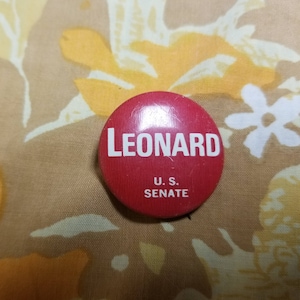 LEONARD
U. S.
SENATE